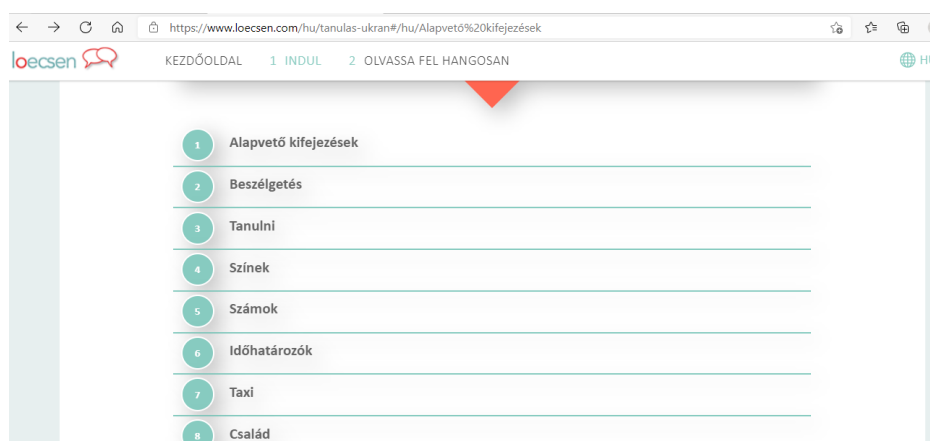 https://www.loecsen.com/hu/tanulas-ukran#/hu/Alapvető%20kifejezések
loecsen KEZDŐOLDAL 1 INDUL 2 OLVASSA FEL HANGOSAN HU
1 Alapvető kifejezések
2 Beszélgetés
3 Tanulni
4 Színek
5 Számok
6 Időhatározók
7 Taxi
8 Család